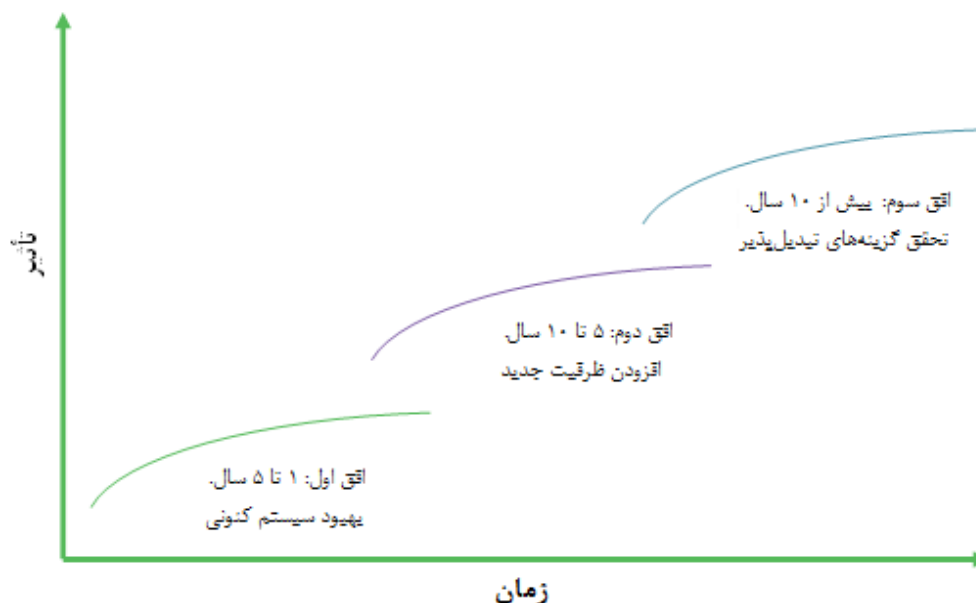 تأثیر
افق سوم: بیش از ۱۰ سال.
تحقق گزینه‌های تبدیل‌پذیر
افق دوم: ۵ تا ۱۰ سال.
افزودن ظرفیت جدید
افق اول: ۱ تا ۵ سال.
بهبود سیستم کنونی
زمان